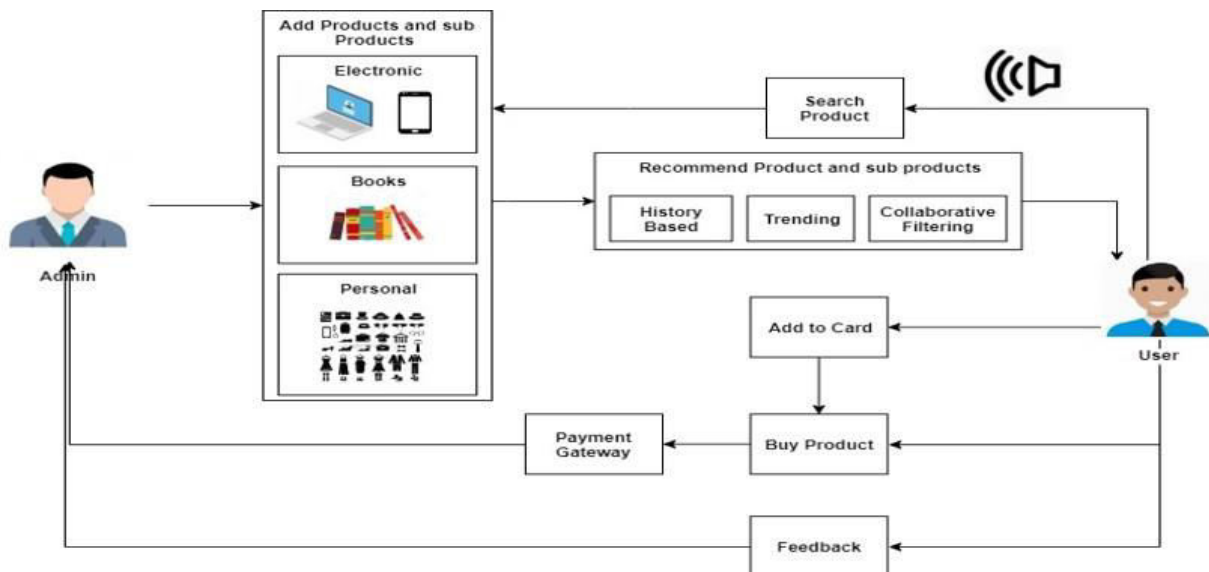 Add Products and sub
Products
Electronic
Books
Personal
Admin
Search
Product
Recommend Product and sub products
History
Based
Trending
Collaborative
Filtering
User
Add to Card
Buy Product
Payment
Gateway
Feedback